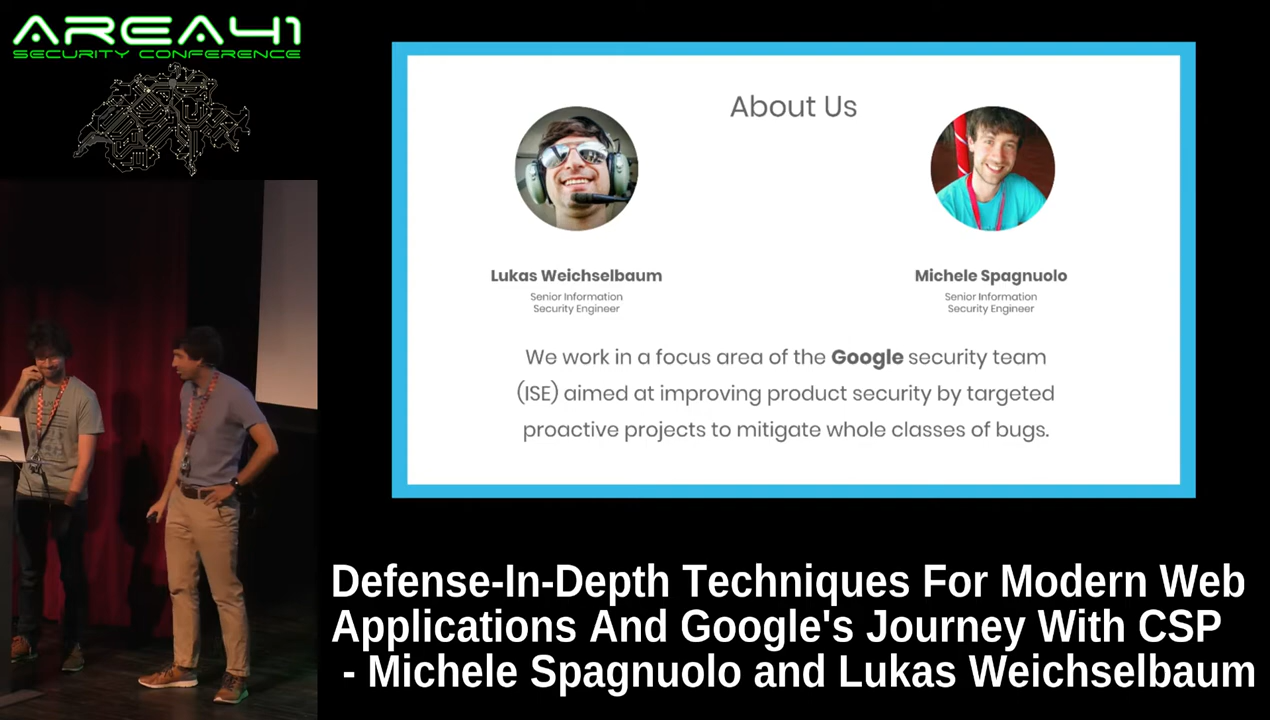 AREA41
SECURITY CONFERENCE
About Us
Lukas Weichselbaum
Senior Information
Security Engineer
Michele Spagnuolo
Senior Information
Security Engineer
We work in a focus area of the Google security team
(ISE) aimed at improving product security by targeted
proactive projects to mitigate whole classes of bugs.
Defense-In-Depth Techniques For Modern Web
Applications And Google's Journey With CSP
- Michele Spagnuolo and Lukas Weichselbaum